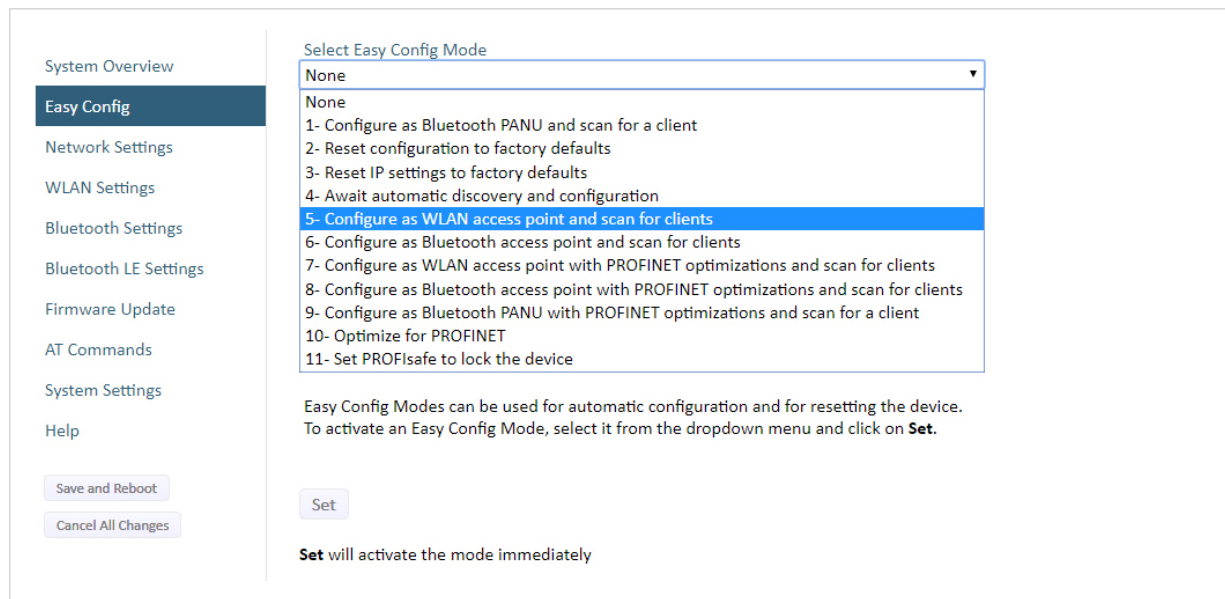 System Overview
Easy Config
Network Settings
WLAN Settings
Bluetooth Settings
Bluetooth LE Settings
Firmware Update
AT Commands
System Settings
Help
Save and Reboot
Cancel All Changes
Select Easy Config Mode
None
None
1- Configure as Bluetooth PANU and scan for a client
2- Reset configuration to factory defaults
3- Reset IP settings to factory defaults
4- Await automatic discovery and configuration
5- Configure as WLAN access point and scan for clients
6- Configure as Bluetooth access point and scan for clients
7- Configure as WLAN access point with PROFINET optimizations and scan for clients
8- Configure as Bluetooth access point with PROFINET optimizations and scan for clients
9- Configure as Bluetooth PANU with PROFINET optimizations and scan for a client
10- Optimize for PROFINET
11- Set PROFIsafe to lock the device
Easy Config Modes can be used for automatic configuration and for resetting the device.
To activate an Easy Config Mode, select it from the dropdown menu and click on Set.
Set
Set will activate the mode immediately